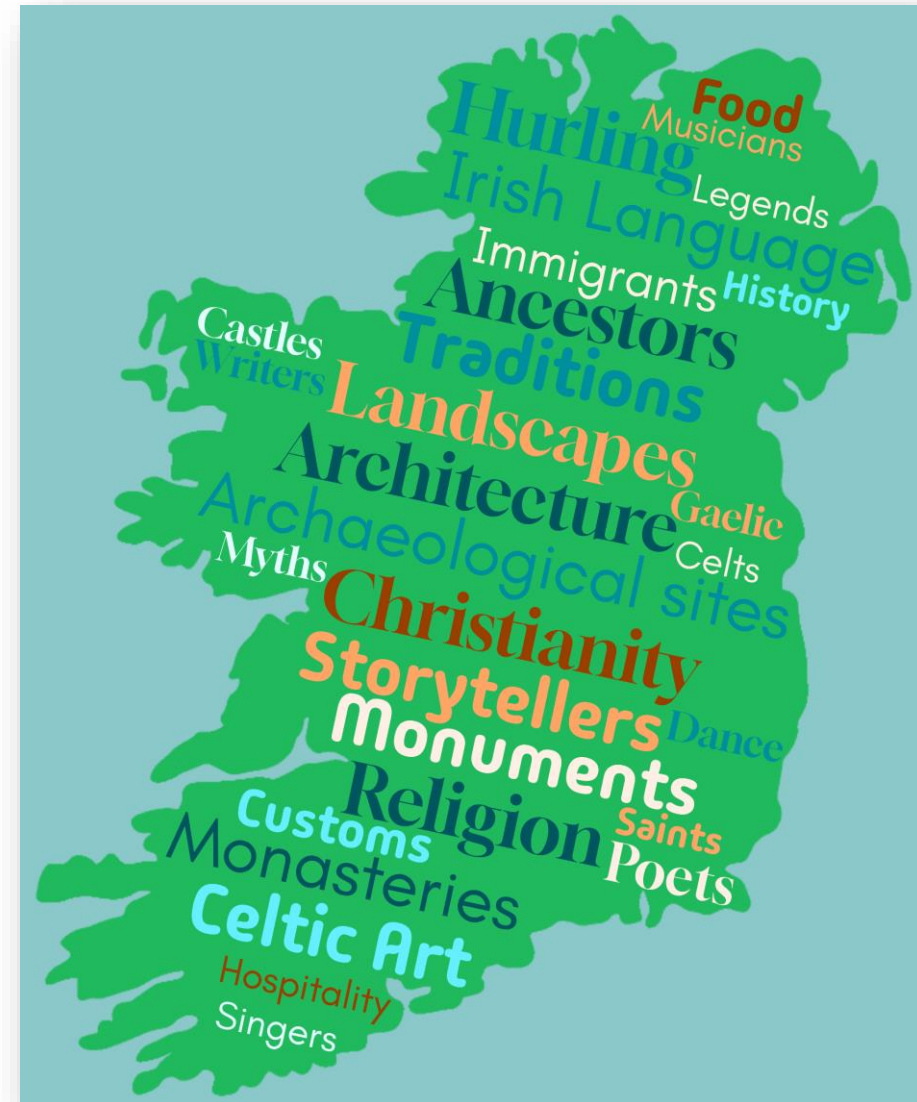 Food
Musicians
Hurling
Legends
Irish Language
Immigrants
History
Ancestors
Traditions
Castles
Writers
Landscapes
Architecture
Gaelic
Celts
Archaeological sites
Myths
Christianity
Storytellers
Dance
Monuments
Religion
Saints
Customs
Poets
Monasteries
Celtic Art
Hospitality
Singers